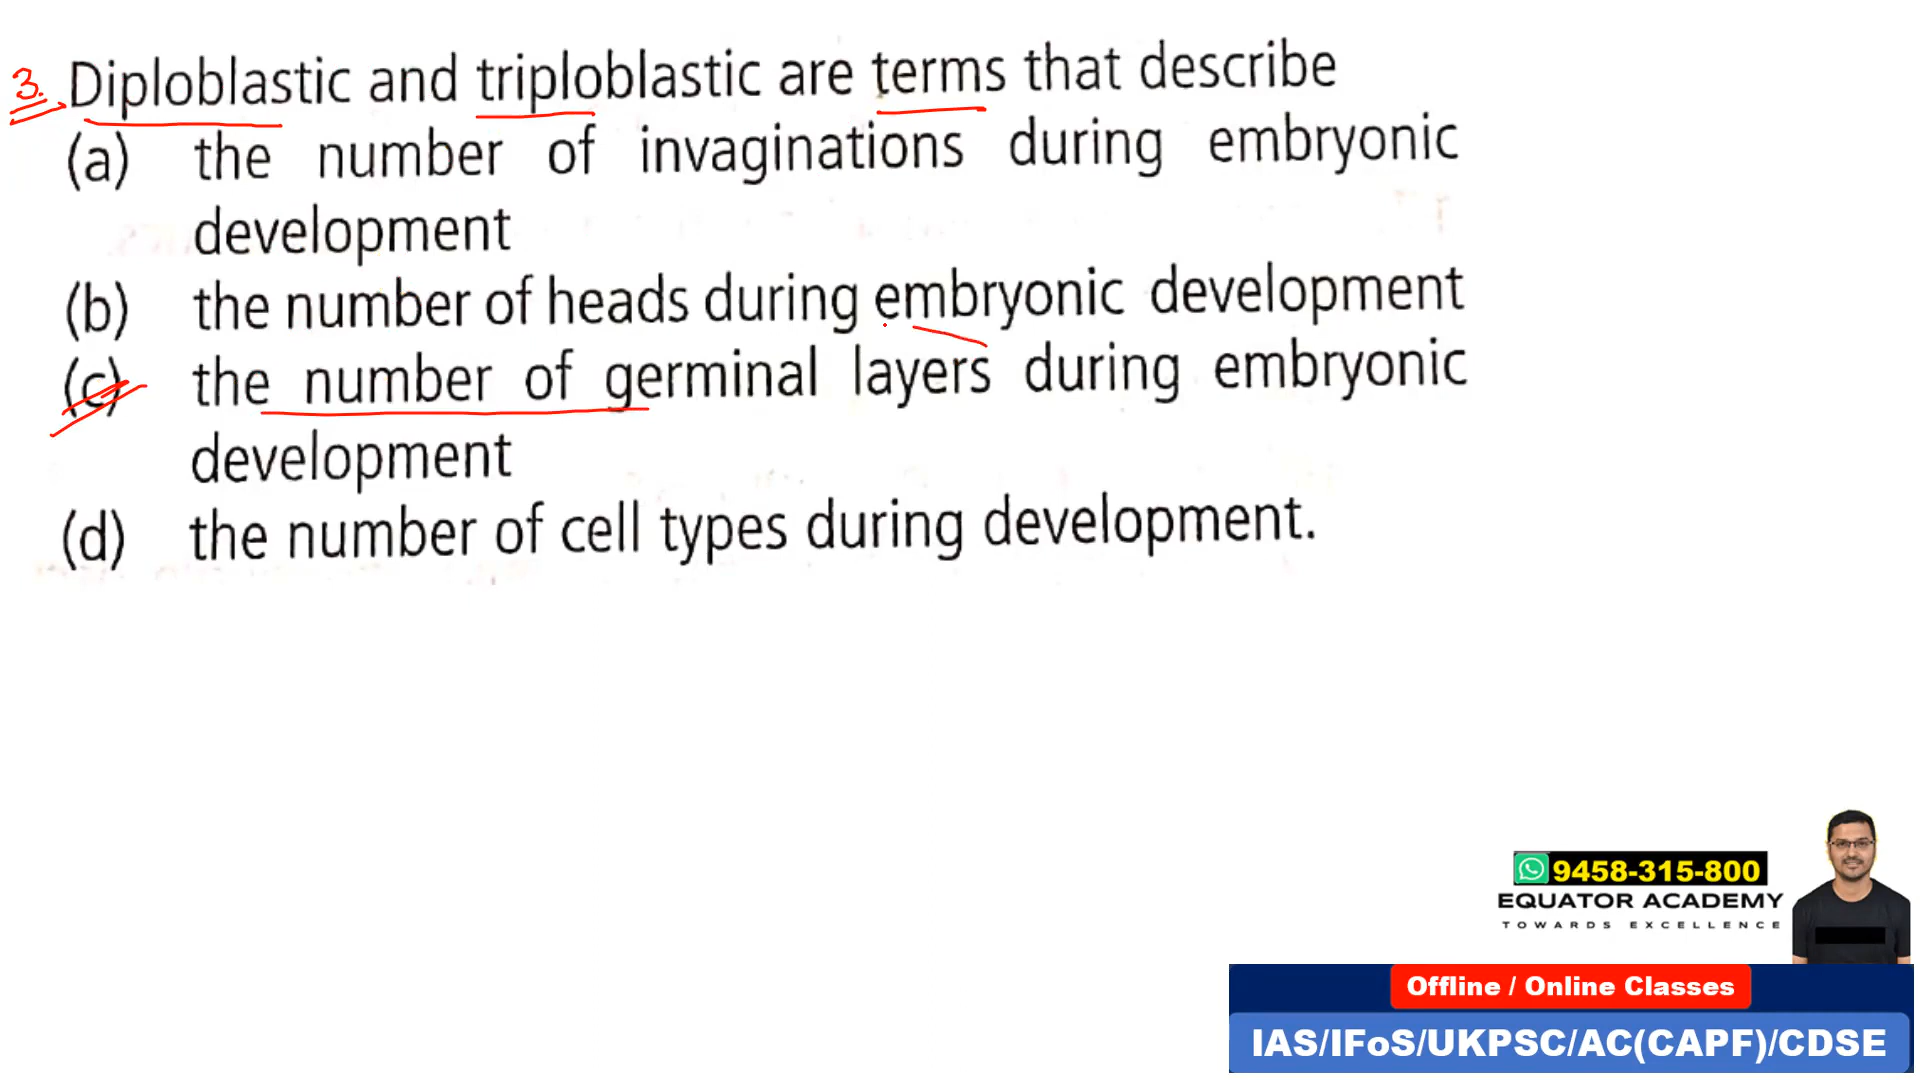 3. Diploblastic and triploblastic are terms that describe
(a) the number of invaginations during embryonic
development
(b) the number of heads during embryonic development
(c) the number of germinal layers during embryonic
development
(d) the number of cell types during development.
9458-315-800
EQUATOR ACADEMY
TOWARDS EXCELLENCE
Offline / Online Classes
IAS/IFoS/UKPSC/AC(CAPF)/CDSE